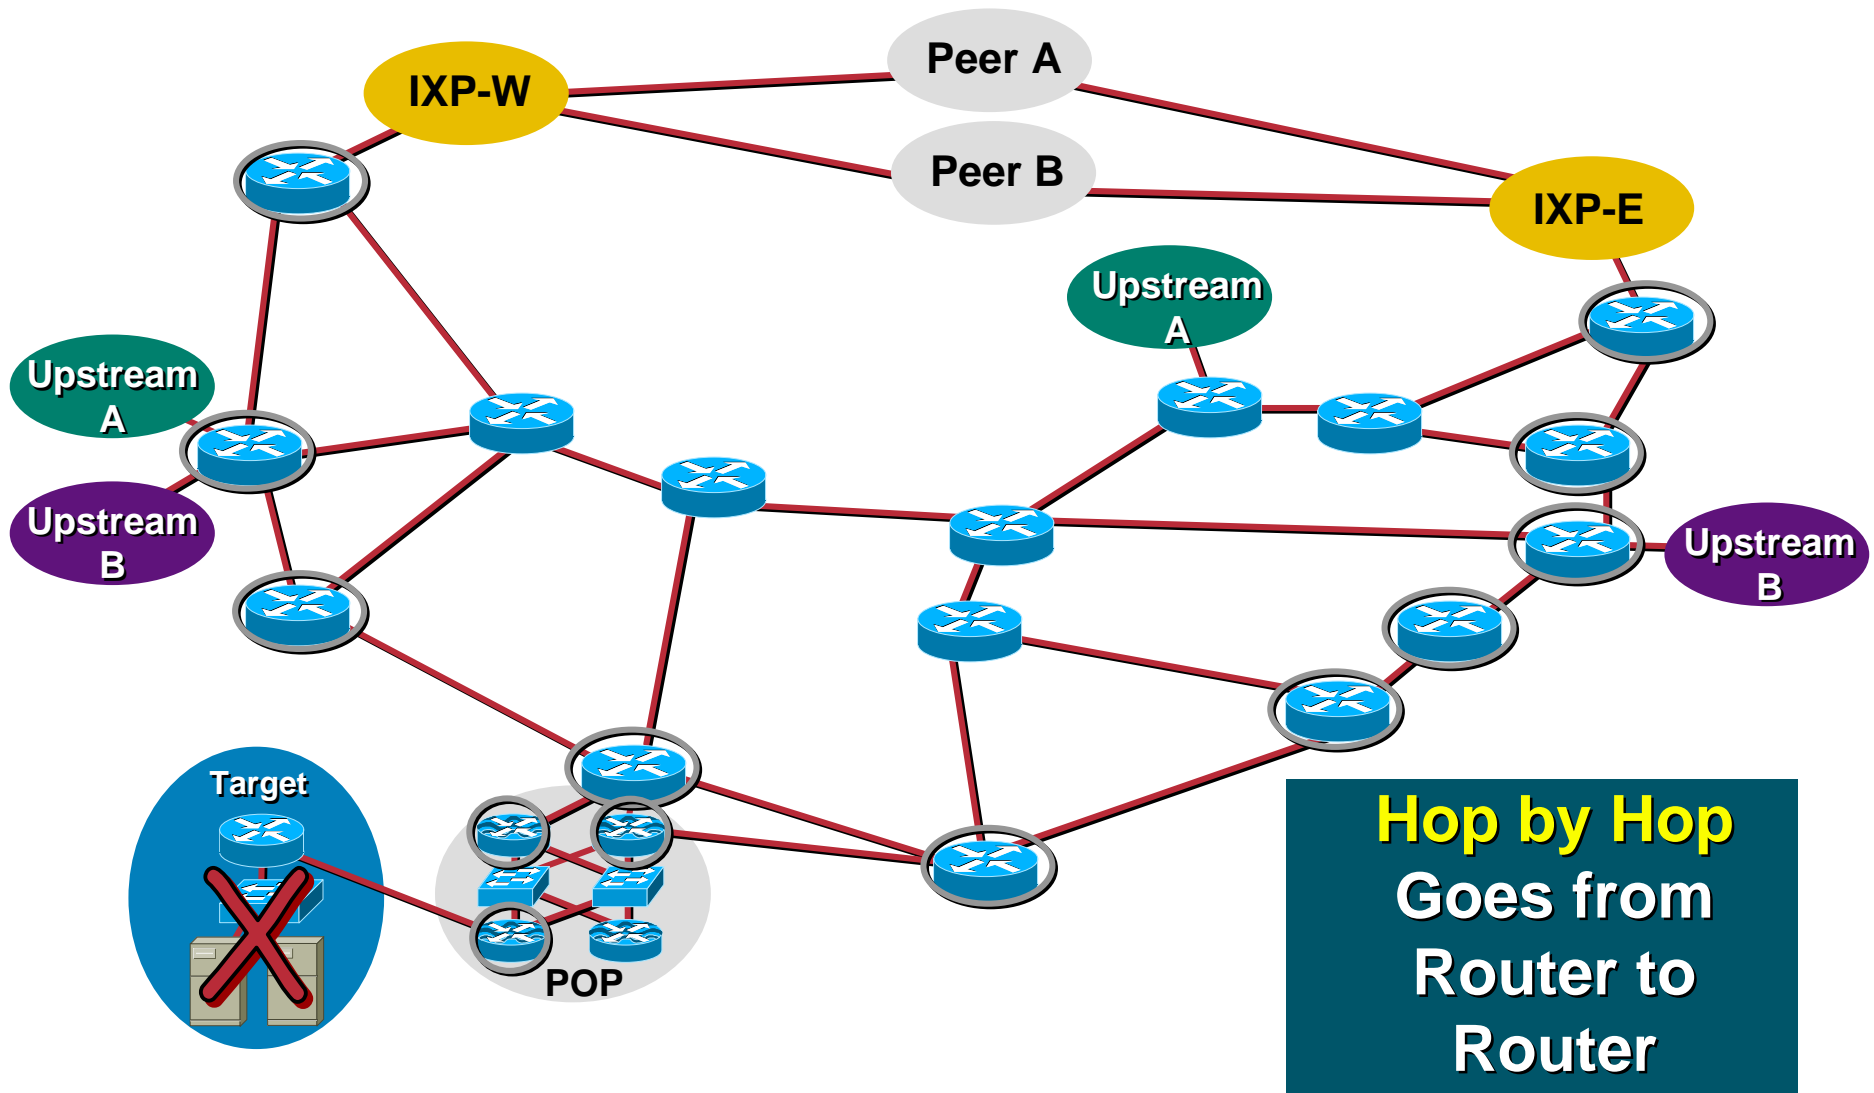 Peer A
IXP-W
Peer B
IXP-E
Upstream
A
Upstream
A
Upstream
B
Upstream
B
Target
POP
Hop by Hop
Goes from
Router to
Router